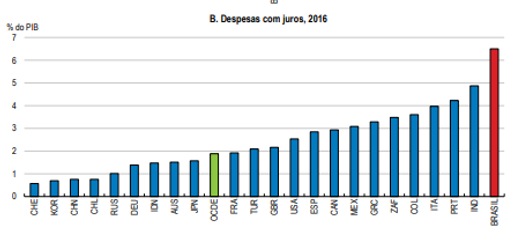 B. Despesas com juros, 2016
% do PIB
7
6
5
4
3
2
1
0
CHE KOR CHN CHL RUS DEU IDN AUS JPN OCDE FRA TUR GBR USA ESP CAN MEX GRC ZAF COL ITA PRT IND BRASIL